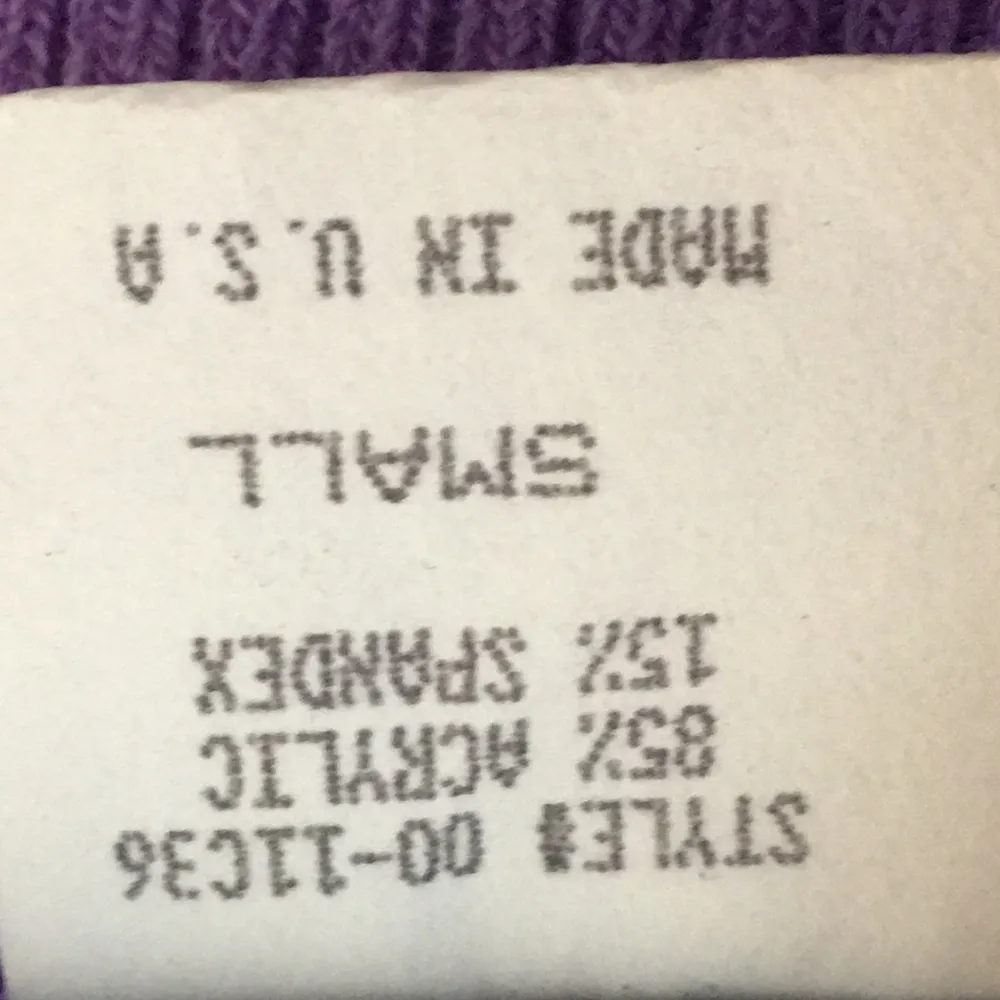 STYLE# 00-11C36
85% ACRYLIC
15% SPANDEX
SMALL
MADE IN U.S.A